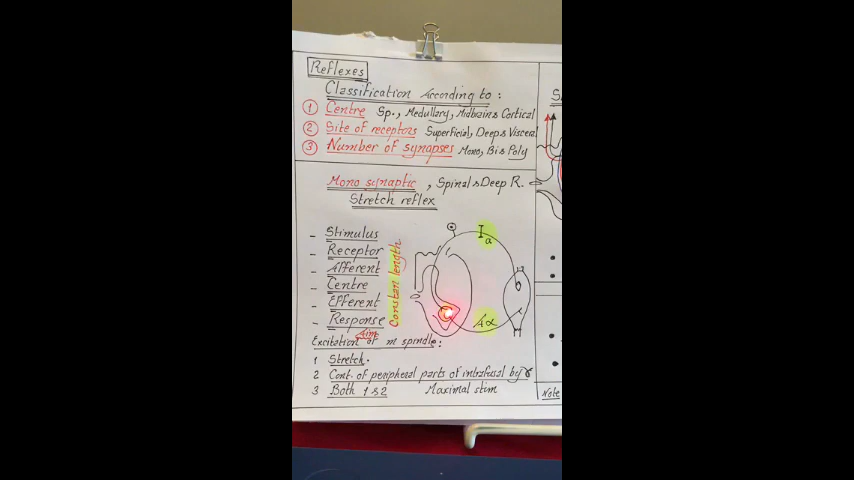 Reflexes
Classification According to :
1 Centre Sp., Medullary, Midbrain & Cortical
2 Site of receptors Superficial, Deep & Visceral
3 Number of synapses Mono, Bi & Poly
Mono synaptic , Spinal & Deep R.
Stretch reflex
- Stimulus
- Receptor
- Afferent
- Centre
- Efferent
- Response
Constan length
Aim
Ia
Aα
Excitation of m spindle :
1 Stretch.
2 Cont. of peripheral parts of intrafusal by γ
3 Both 1 & 2 Maximal stim
Note